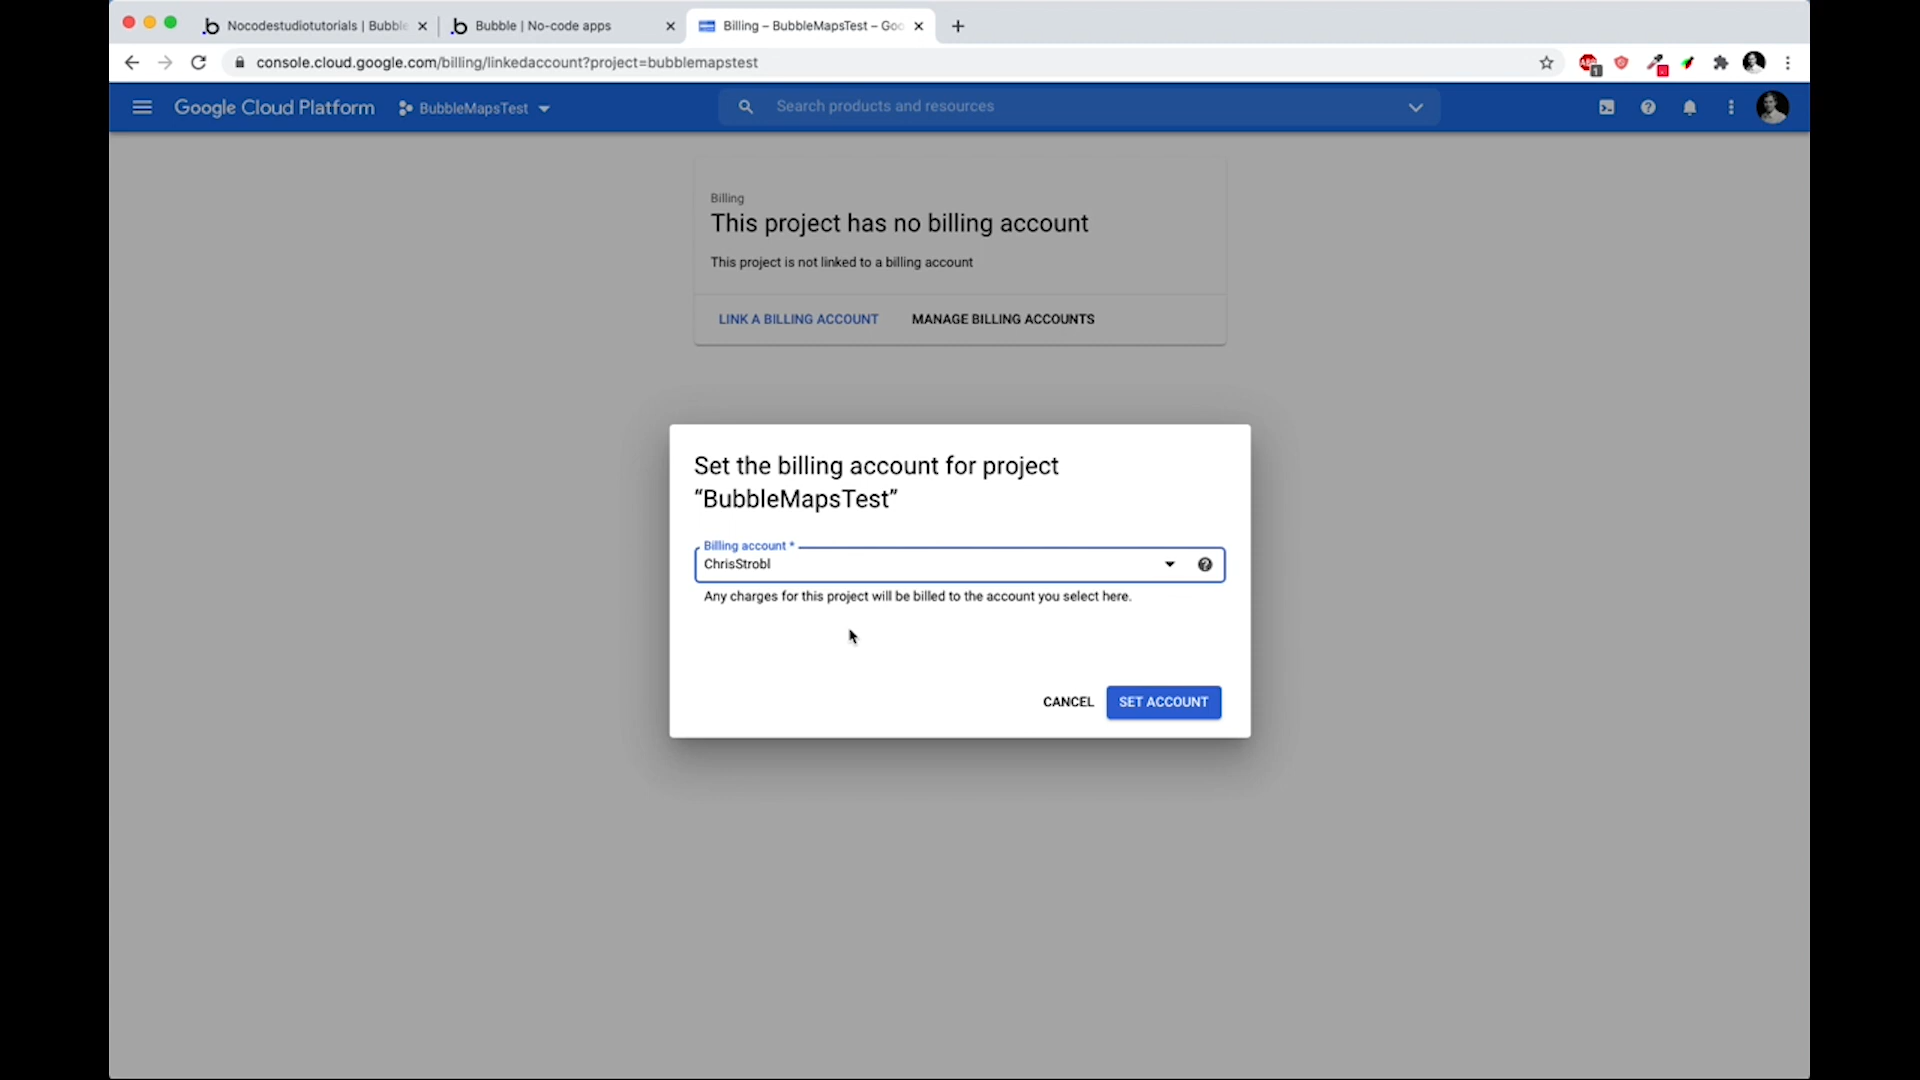 Nocodestudiotutorials | Bubble
Bubble | No-code apps
Billing – BubbleMapsTest – Goo
console.cloud.google.com/billing/linkedaccount?project=bubblemapstest
ABP
1
Google Cloud Platform
BubbleMapsTest
Search products and resources
Billing
This project has no billing account
This project is not linked to a billing account
LINK A BILLING ACCOUNT
MANAGE BILLING ACCOUNTS
Set the billing account for project
“BubbleMapsTest”
Billing account *
ChrisStrobl
Any charges for this project will be billed to the account you select here.
CANCEL
SET ACCOUNT